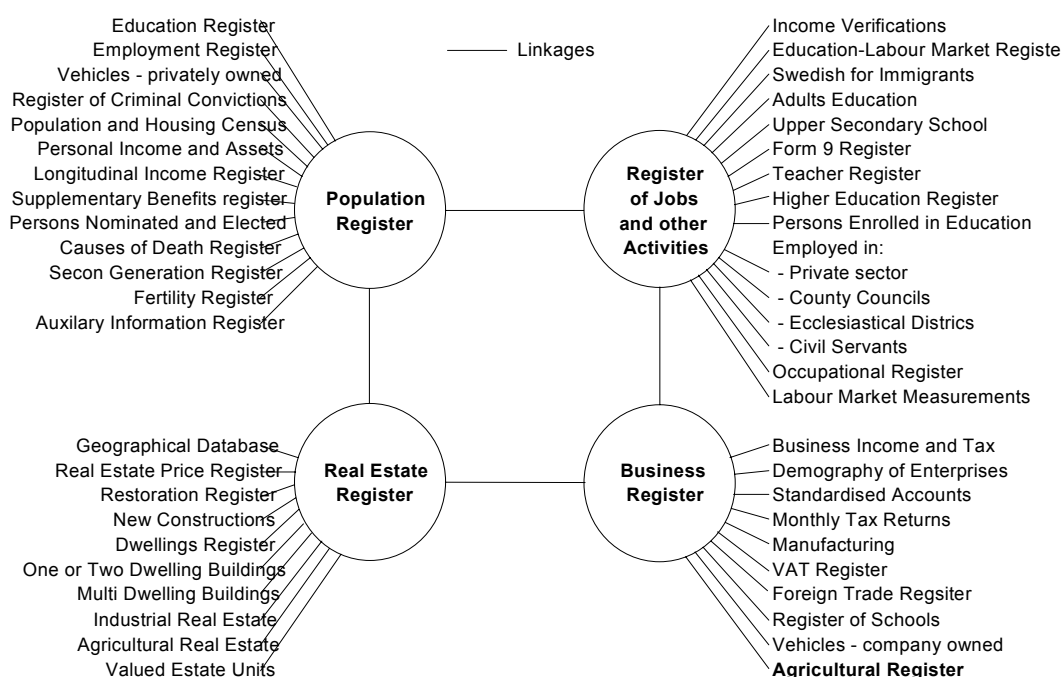 Education Register
Employment Register
Vehicles - privately owned
Register of Criminal Convictions
Population and Housing Census
Personal Income and Assets
Longitudinal Income Register
Supplementary Benefits register
Persons Nominated and Elected
Causes of Death Register
Secon Generation Register
Fertility Register
Auxilary Information Register
Population
Register
Linkages
Income Verifications
Education-Labour Market Registe
Swedish for Immigrants
Adults Education
Upper Secondary School
Form 9 Register
Teacher Register
Higher Education Register
Persons Enrolled in Education
Employed in:
- Private sector
- County Councils
- Ecclesiastical Districs
- Civil Servants
Occupational Register
Labour Market Measurements
Register
of Jobs
and other
Activities
Geographical Database
Real Estate Price Register
Restoration Register
New Constructions
Dwellings Register
One or Two Dwelling Buildings
Multi Dwelling Buildings
Industrial Real Estate
Agricultural Real Estate
Valued Estate Units
Real Estate
Register
Business
Register
Business Income and Tax
Demography of Enterprises
Standardised Accounts
Monthly Tax Returns
Manufacturing
VAT Register
Foreign Trade Regsiter
Register of Schools
Vehicles - company owned
Agricultural Register